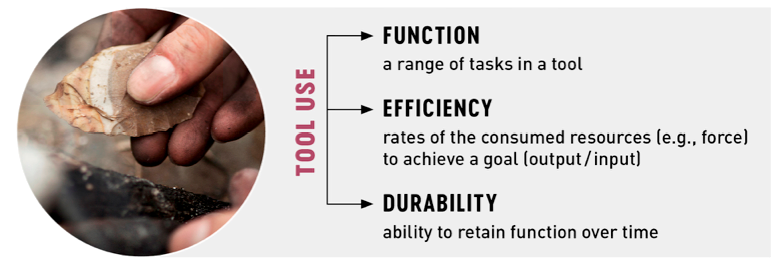 TOOL USE
FUNCTION
a range of tasks in a tool
EFFICIENCY
rates of the consumed resources (e.g., force)
to achieve a goal (output/input)
DURABILITY
ability to retain function over time